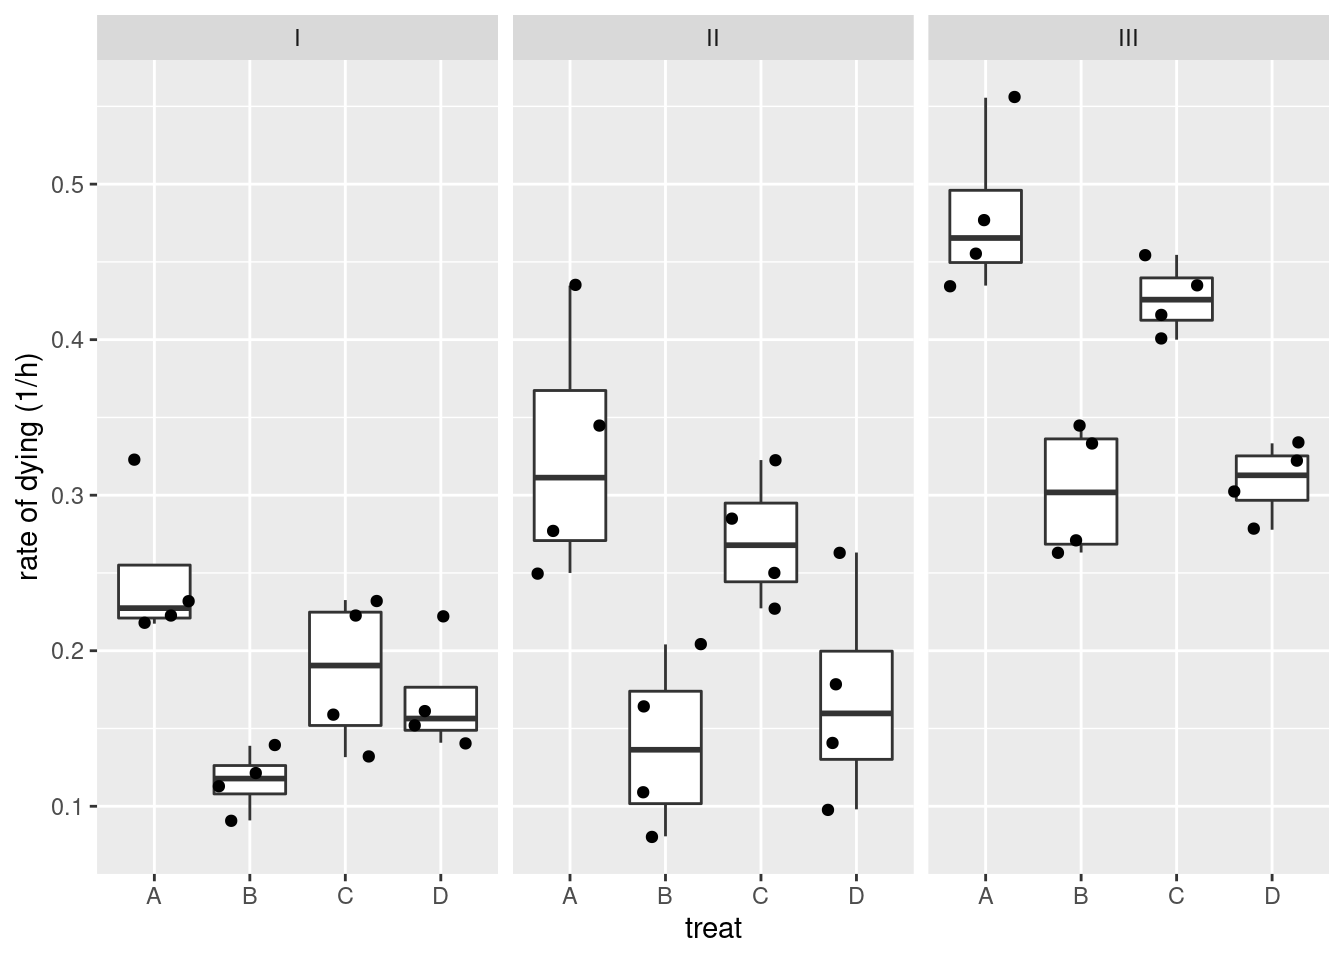 I II III
rate of dying (1/h)
0.5
0.4
0.3
0.2
0.1
A B C D A B C D A B C D
treat